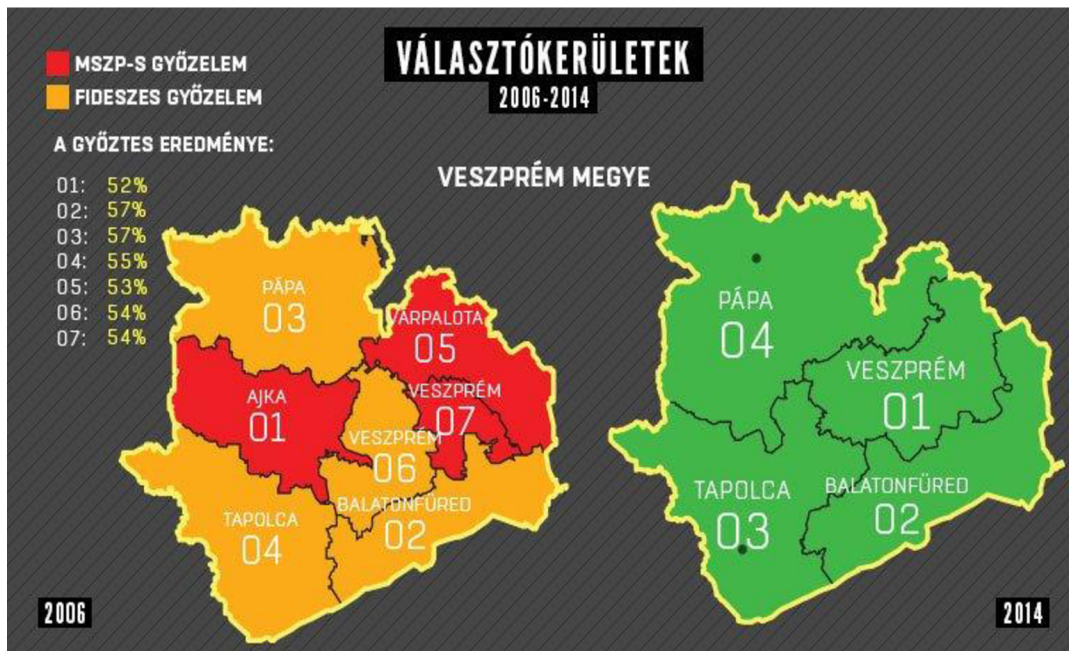 VÁLASZTÓKERÜLETEK
2006-2014
MSZP-S GYŐZELEM
FIDESZES GYŐZELEM
A GYŐZTES EREDMÉNYE:
01: 52%
02: 57%
03: 57%
04: 55%
05: 53%
06: 54%
07: 54%
VESZPRÉM MEGYE
PÁPA
03
VÁRPALOTA
05
AJKA
01
VESZPRÉM
07
VESZPRÉM
06
BALATONFÜRED
02
TAPOLCA
04
2006
PÁPA
04
VESZPRÉM
01
TAPOLCA
03
BALATONFÜRED
02
2014